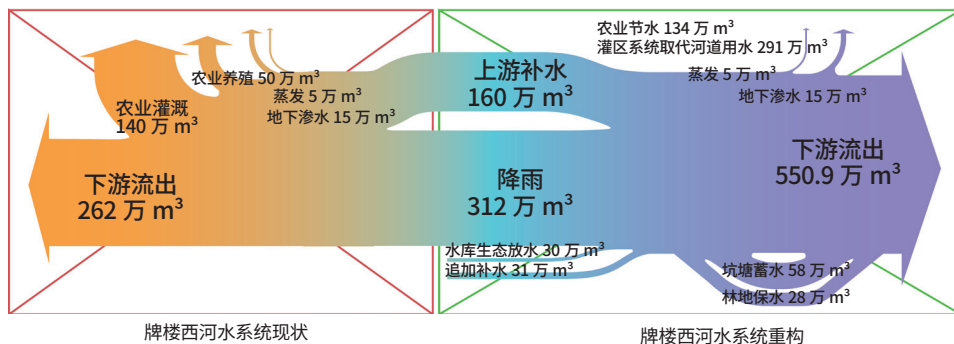 农业节水 134 万 m³
灌区系统取代河道用水 291 万 m³
农业养殖 50 万 m³
蒸发 5 万 m³
地下渗水 15 万 m³
农业灌溉
140 万 m³
上游补水
160 万 m³
蒸发 5 万 m³
地下渗水 15 万 m³
下游流出
262 万 m³
降雨
312 万 m³
下游流出
550.9 万 m³
水库生态放水 30 万 m³
追加补水 31 万 m³
坑塘蓄水 58 万 m³
林地保水 28 万 m³
牌楼西河水系统现状
牌楼西河水系统重构